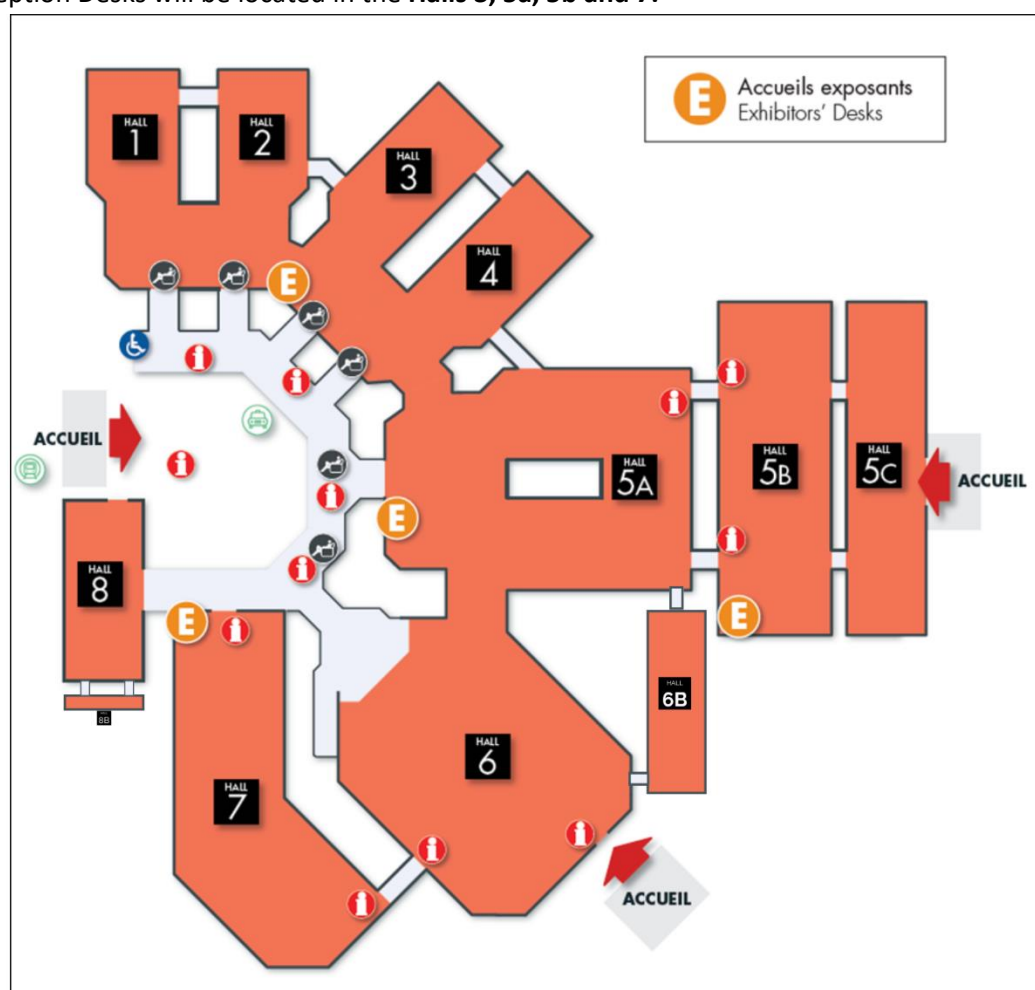 eption Desks will be located in the Halls 3, 5a, 5b and 7.
E Accueils exposants
Exhibitors' Desks
HALL
1
HALL
2
HALL
3
HALL
4
E
ACCUEIL
HALL
5A
HALL
5B
HALL
5C
ACCUEIL
E
HALL
8
E
E
HALL
6B
8B
HALL
6
HALL
7
ACCUEIL